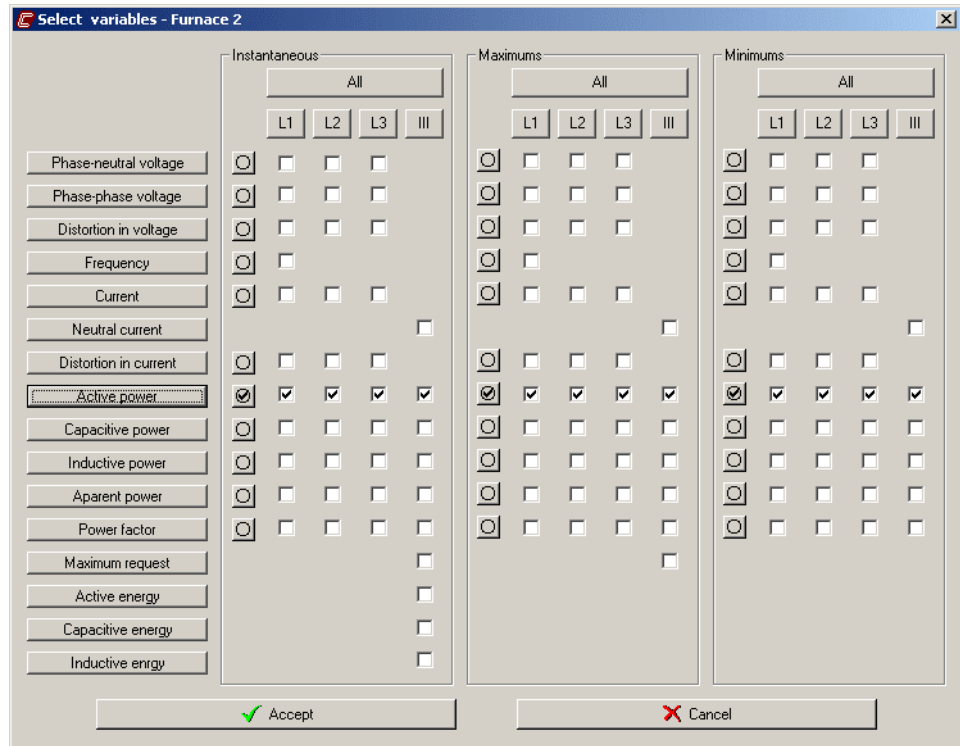 Select variables - Furnace 2
Instantaneous Maximums Minimums
All All All
L1 L2 L3 III L1 L2 L3 III L1 L2 L3 III
Phase-neutral voltage
Phase-phase voltage
Distortion in voltage
Frequency
Current
Neutral current
Distortion in current
Active power
Capacitive power
Inductive power
Aparent power
Power factor
Maximum request
Active energy
Capacitive energy
Inductive enrgy
Accept Cancel